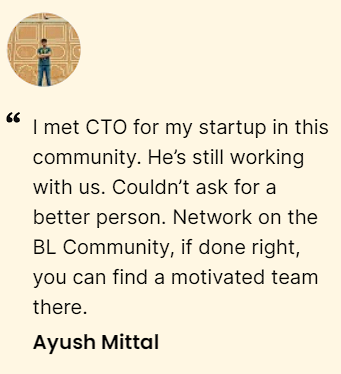 “ I met CTO for my startup in this
community. He’s still working
with us. Couldn’t ask for a
better person. Network on the
BL Community, if done right,
you can find a motivated team
there.
Ayush Mittal